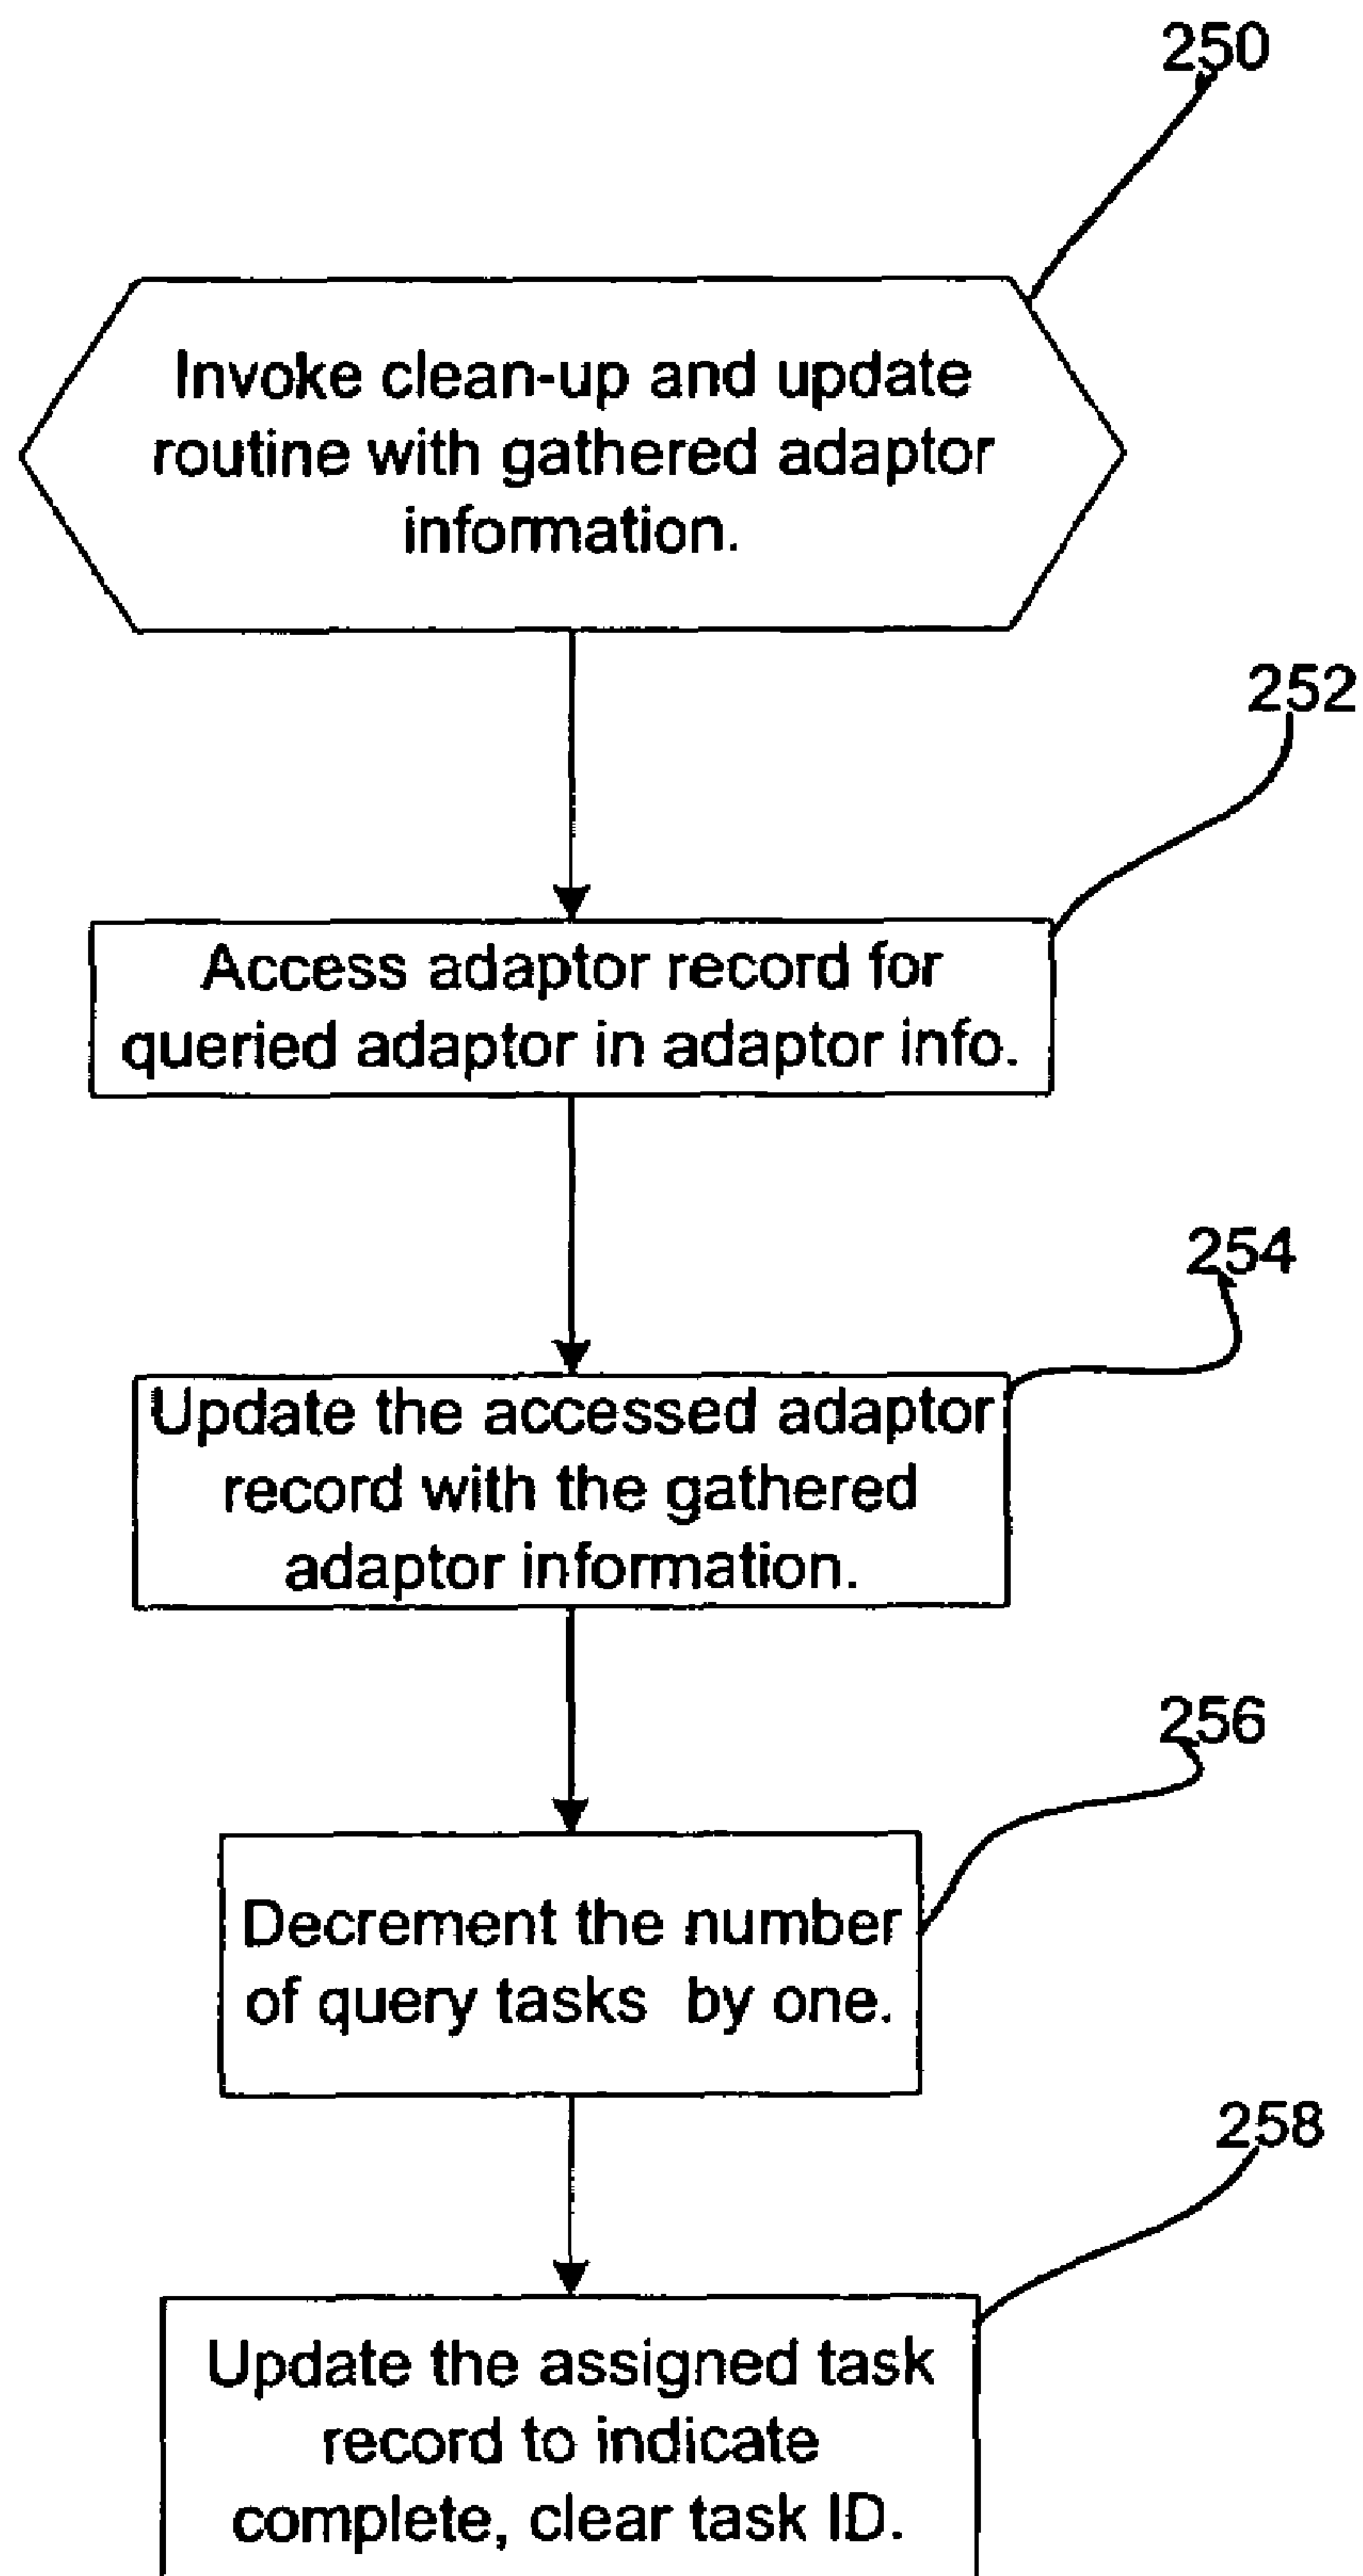 250
Invoke clean-up and update
routine with gathered adaptor
information.
252
Access adaptor record for
queried adaptor in adaptor info.
254
Update the accessed adaptor
record with the gathered
adaptor information.
256
Decrement the number
of query tasks by one.
258
Update the assigned task
record to indicate
complete, clear task ID.